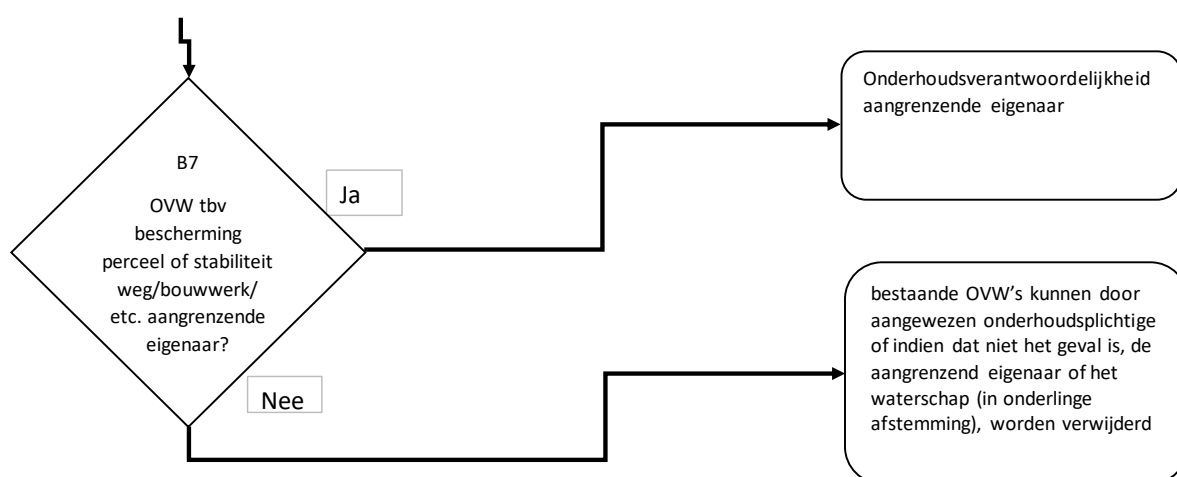 B7
OVW tbv
bescherming
perceel of stabiliteit
weg/bouwwerk/
etc. aangrenzende
eigenaar?
Ja
Onderhoudsverantwoordelijkheid
aangrenzende eigenaar
Nee
bestaande OVW's kunnen door
aangewezen onderhoudsplichtige
of indien dat niet het geval is, de
aangrenzend eigenaar of het
waterschap (in onderlinge
afstemming), worden verwijderd